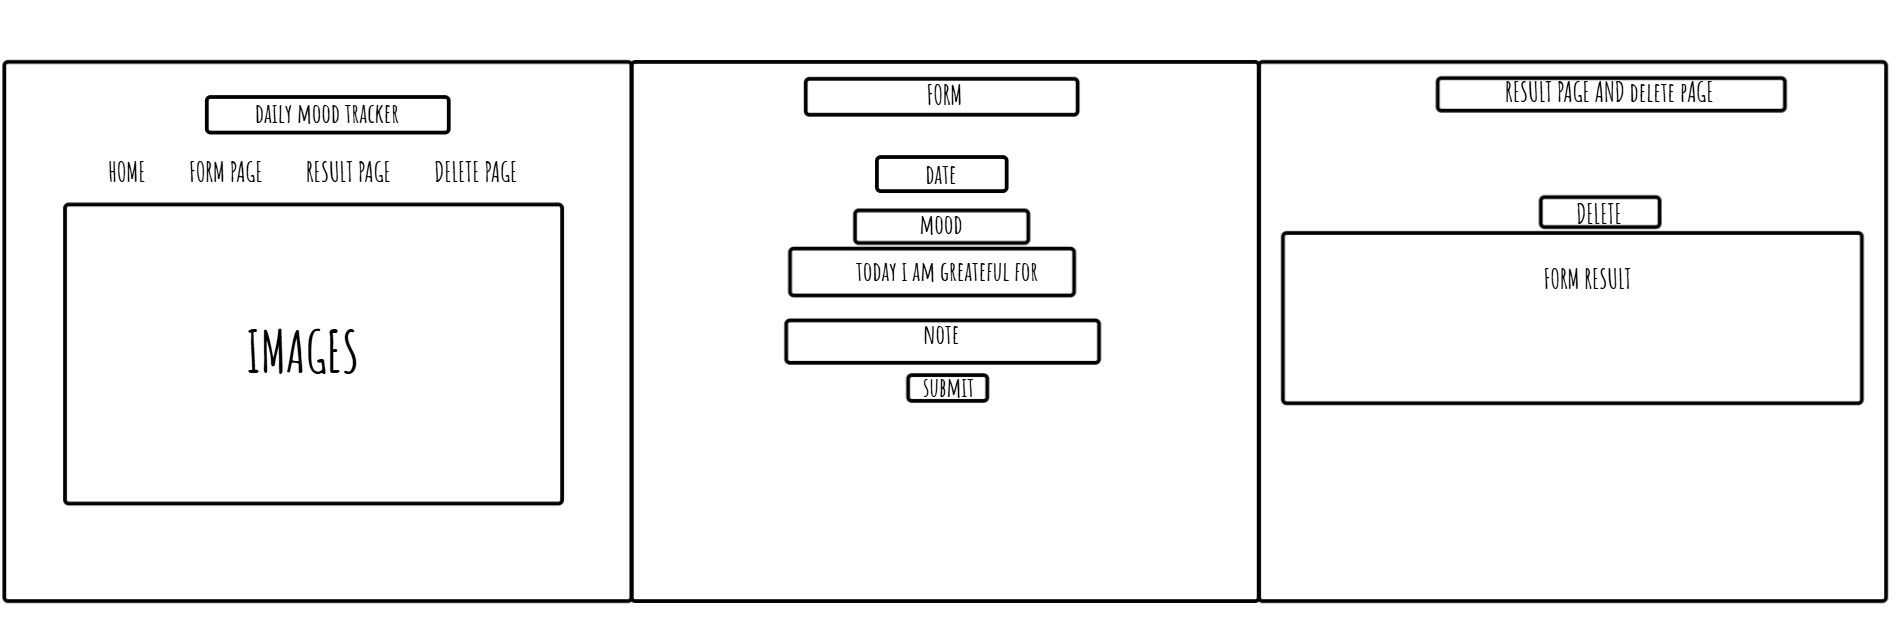 DAILY MOOD TRACKER
HOME FORM PAGE RESULT PAGE DELETE PAGE
IMAGES
FORM
DATE
MOOD
TODAY I AM GREATEFUL FOR
NOTE
SUBMIT
RESULT PAGE AND DELETE PAGE
DELETE
FORM RESULT